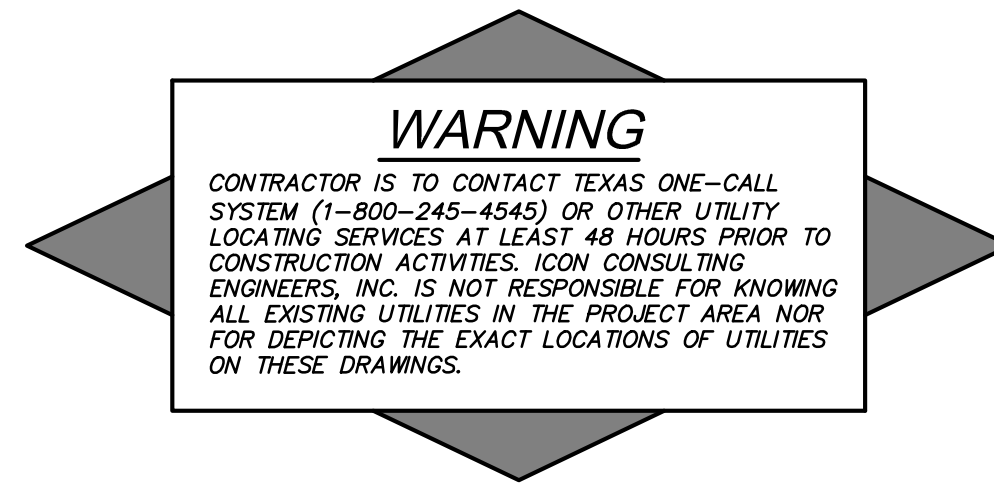 WARNING
CONTRACTOR IS TO CONTACT TEXAS ONE-CALL
SYSTEM (1-800-245-4545) OR OTHER UTILITY
LOCATING SERVICES AT LEAST 48 HOURS PRIOR TO
CONSTRUCTION ACTIVITIES. ICON CONSULTING
ENGINEERS, INC. IS NOT RESPONSIBLE FOR KNOWING
ALL EXISTING UTILITIES IN THE PROJECT AREA NOR
FOR DEPICTING THE EXACT LOCATIONS OF UTILITIES
ON THESE DRAWINGS.